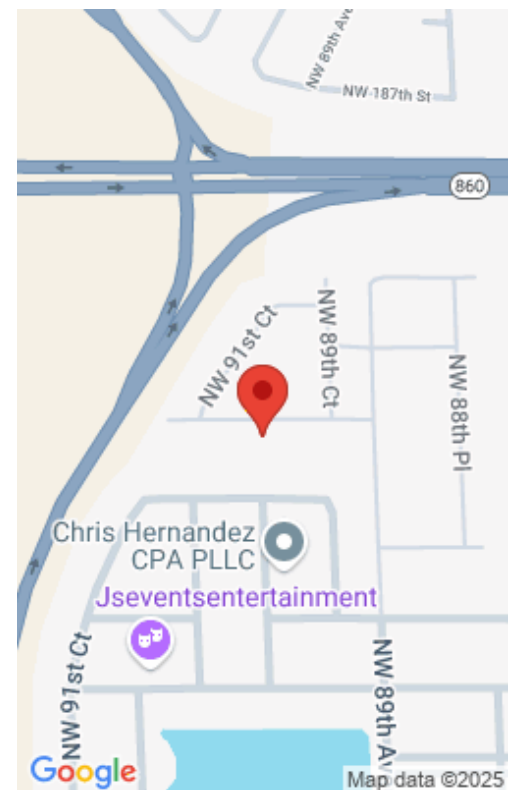 NW 89th Ave
NW 187th St
860
NW 91st Ct
NW 89th Ct
NW 88th Pl
Chris Hernandez
CPA PLLC
Jseventsentertainment
NW 91st Ct
NW 89th Av
Google
Map data ©2025